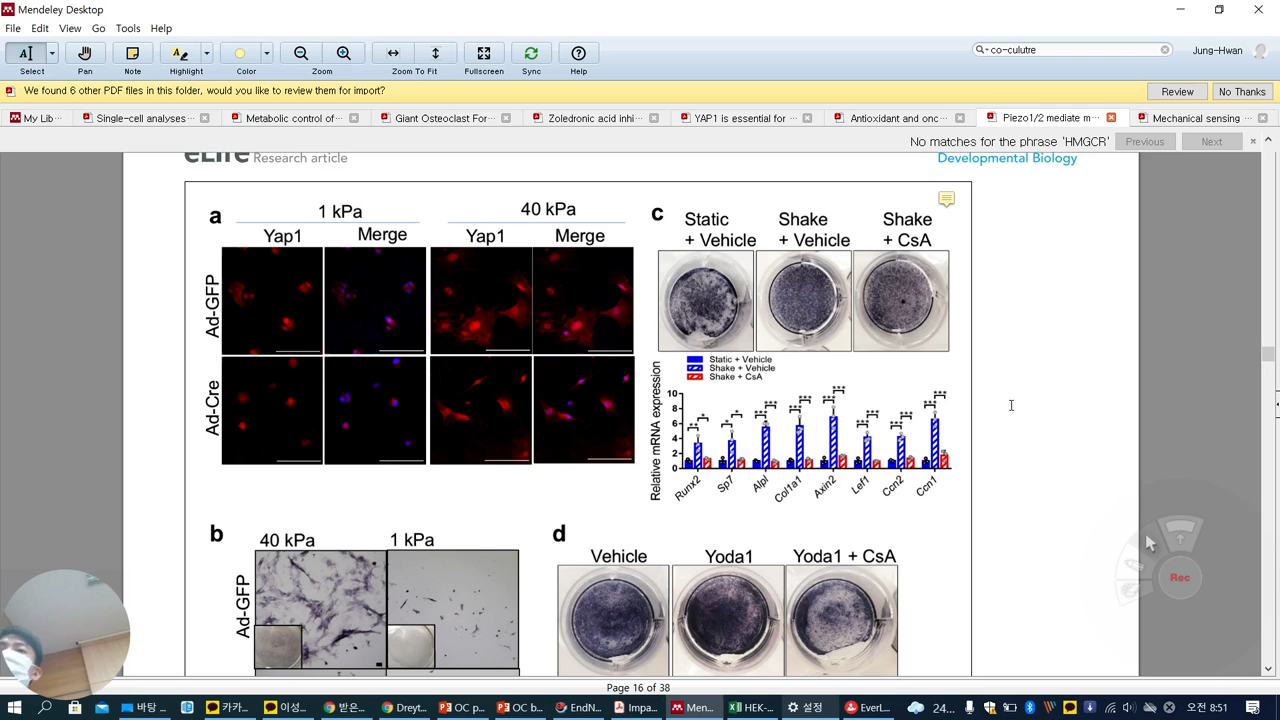 Mendeley Desktop
File Edit View Go Tools Help
Select Pan Note Highlight Color Zoom Zoom To Fit Fullscreen Sync Help
co-culutre
Jung-Hwan
We found 6 other PDF files in this folder, would you like to review them for import?
Review No Thanks
My Lib··· Single-cell analyses··· Metabolic control of··· Giant Osteoclast For··· Zoledronic acid inhi··· YAP1 is essential for ··· Antioxidant and onc··· Piezo1/2 mediate m··· Mechanical sensing ···
No matches for the phrase 'HMGCR' Previous Next
eLife Research article Developmental Biology
a
1 kPa 40 kPa
Yap1 Merge Yap1 Merge
Ad-GFP
Ad-Cre
c
Static + Vehicle
Shake + Vehicle
Shake + CsA
Static + Vehicle
Shake + Vehicle
Shake + CsA
Relative mRNA expression
10
8
6
4
2
0
** * * * *** *** *** *** *** *** *** *** *** *** *** ***
Runx2 Sp7 Alpl Col1a1 Axin2 Lef1 Ccn2 Ccn1
b
40 kPa 1 kPa
Ad-GFP
d
Vehicle Yoda1 Yoda1 + CsA
Rec
Page 16 of 38
바탕 ... 카카... 이성... 받은... Dreyt... OC p... OC b... EndN... Impa... Men... HEK-... 설정 EverL...
24... 오전 8:51